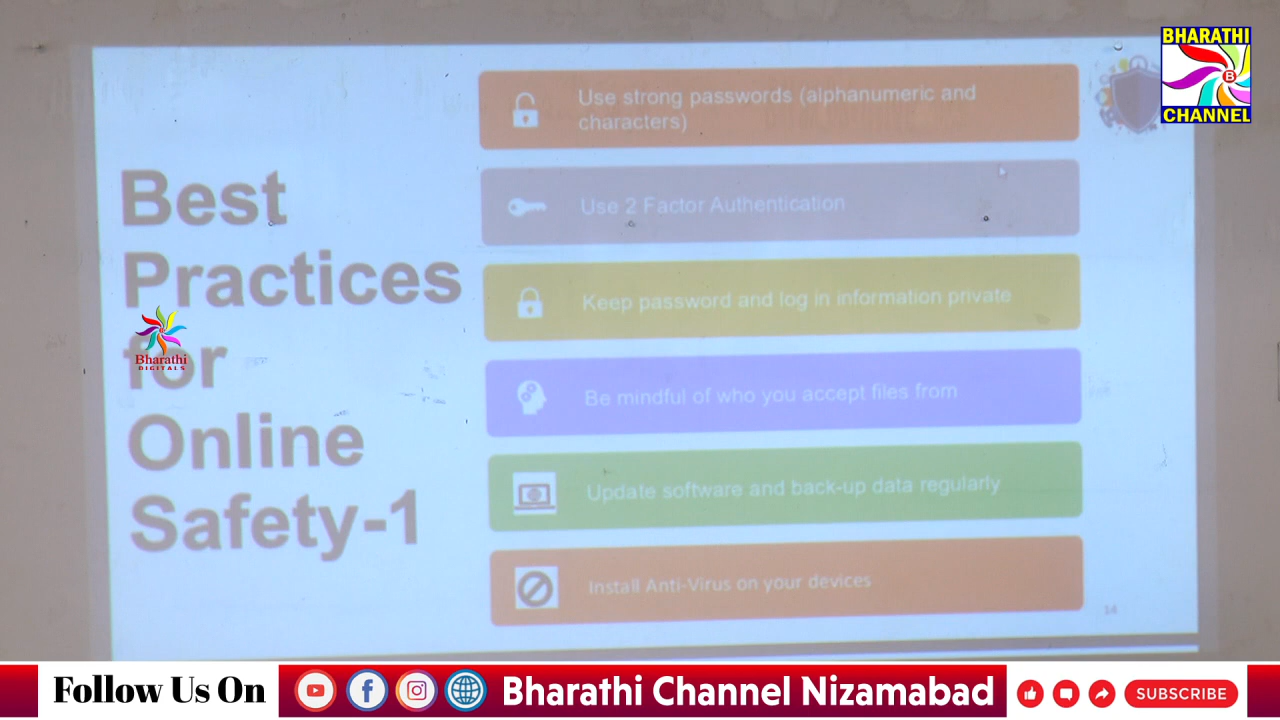 BHARATHI
B
CHANNEL
Best
Practices
for
Online
Safety-1
Bharathi
DIGITALS
Use strong passwords (alphanumeric and
characters)
Use 2 Factor Authentication
Keep password and log in information private
Be mindful of who you accept files from
Update software and back-up data regularly
Install Anti-Virus on your devices
14
Follow Us On
Bharathi Channel Nizamabad
SUBSCRIBE